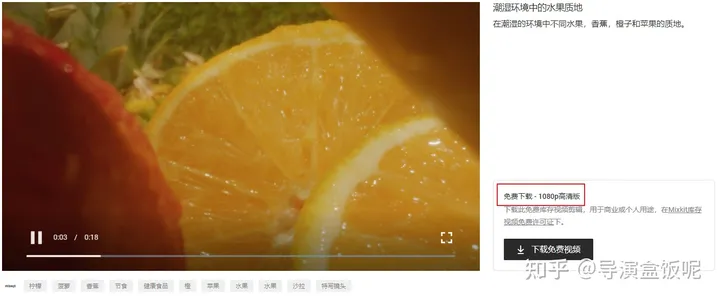 潮湿环境中的水果质地
在潮湿的环境中不同水果，香蕉，橙子和苹果的质地。
0:03 / 0:18
免费下载 - 1080p高清版
下载此免费库存视频剪辑，用于商业或个人用途，在Mixkit库存
视频免费许可证下。
下载免费视频
知乎 @导演盒饭呢
柠檬 菠萝 香蕉 节食 健康食品 橙 苹果 水果 水果 沙拉 特写镜头